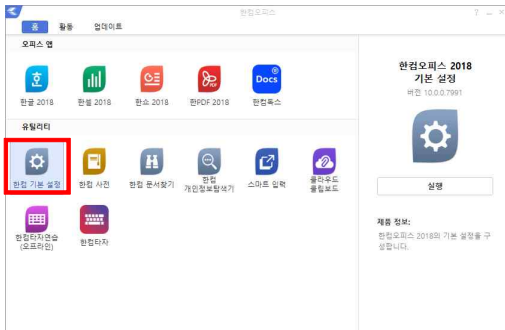 한컴오피스
홈 활동 업데이트
오피스 앱
한글 2018 한셀 2018 한쇼 2018 한PDF 2018 한컴독스
Docs
PDF
유틸리티
한컴 기본 설정 한컴 사전 한컴 문서찾기 한컴 개인정보탐색기 스마트 입력 클라우드 클립보드
한컴타자연습 (오프라인) 한컴타자
한컴오피스 2018
기본 설정
버전 10.0.0.7991
실행
제품 정보:
한컴오피스 2018의 기본 설정을 구
성합니다.